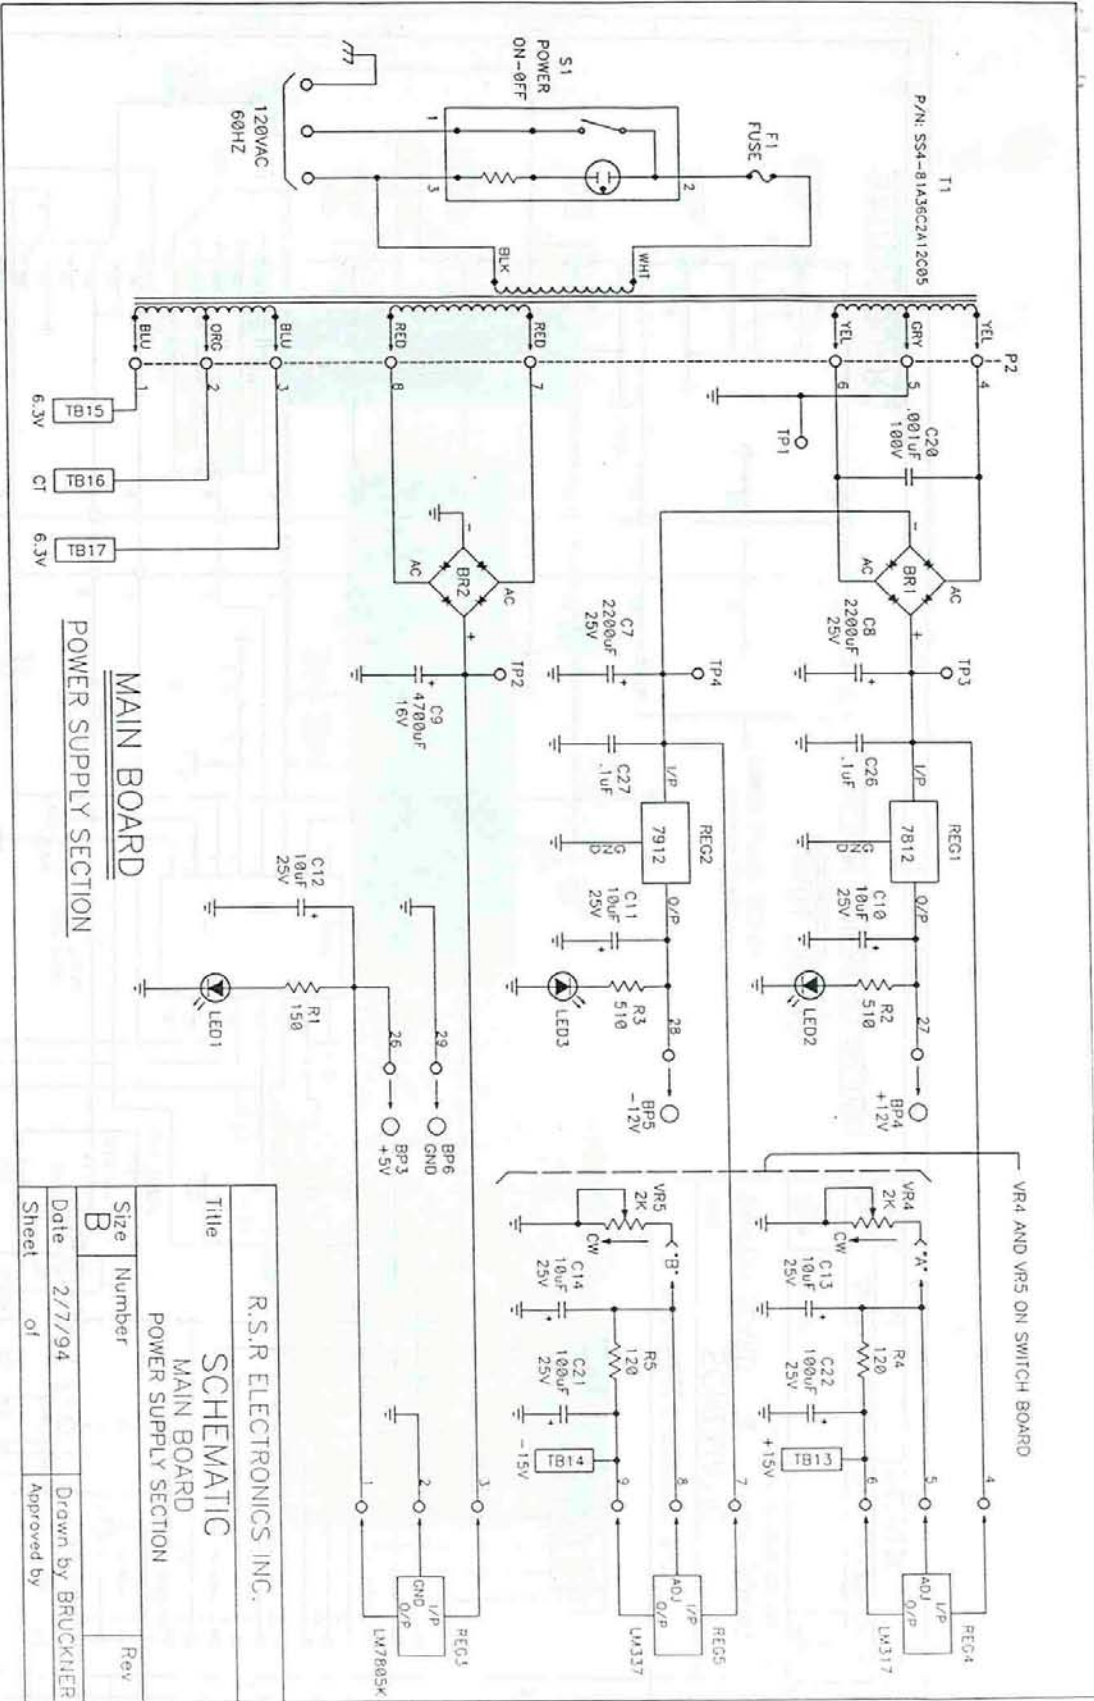 T1
P/N: SS4-81A36C2A12C05
F1
FUSE
S1
POWER
ON-OFF
1
2
3
120VAC
60HZ
WHT
BLK
YEL
GRY
YEL
RED
RED
BLU
ORG
BLU
P2
4
5
6
7
8
3
2
1
C20
.001uF
100V
TP1
TB15
6.3V
TB16
CT
TB17
6.3V
BR1
AC
AC
-
+
BR2
AC
AC
-
+
TP3
C8
2200uF
25V
C26
.1uF
I/P
REG1
7812
GND
O/P
C10
10uF
25V
R2
510
LED2
27
BP4
+12V
TP4
C7
2200uF
25V
C27
.1uF
I/P
REG2
7912
GND
O/P
C11
10uF
25V
R3
510
LED3
28
BP5
-12V
TP2
C9
4700uF
16V
C12
10uF
25V
R1
150
LED1
29
BP6
GND
26
BP3
+5V
VR4 AND VR5 ON SWITCH BOARD
VR4
2K
CW
"A"
C13
10uF
25V
R4
120
C22
100uF
25V
TB13
+15V
4
5
6
REG4
I/P
ADJ
O/P
LM317
VR5
2K
CW
"B"
C14
10uF
25V
R5
120
C21
100uF
25V
TB14
-15V
7
8
9
REG5
I/P
ADJ
O/P
LM337
3
2
1
REG3
I/P
GND
O/P
LM7805K
MAIN BOARD
POWER SUPPLY SECTION
R.S.R ELECTRONICS INC.
Title
SCHEMATIC
MAIN BOARD
POWER SUPPLY SECTION
Size
B
Number
Rev
Date 2/7/94
Drawn by BRUCKNER
Sheet of
Approved by